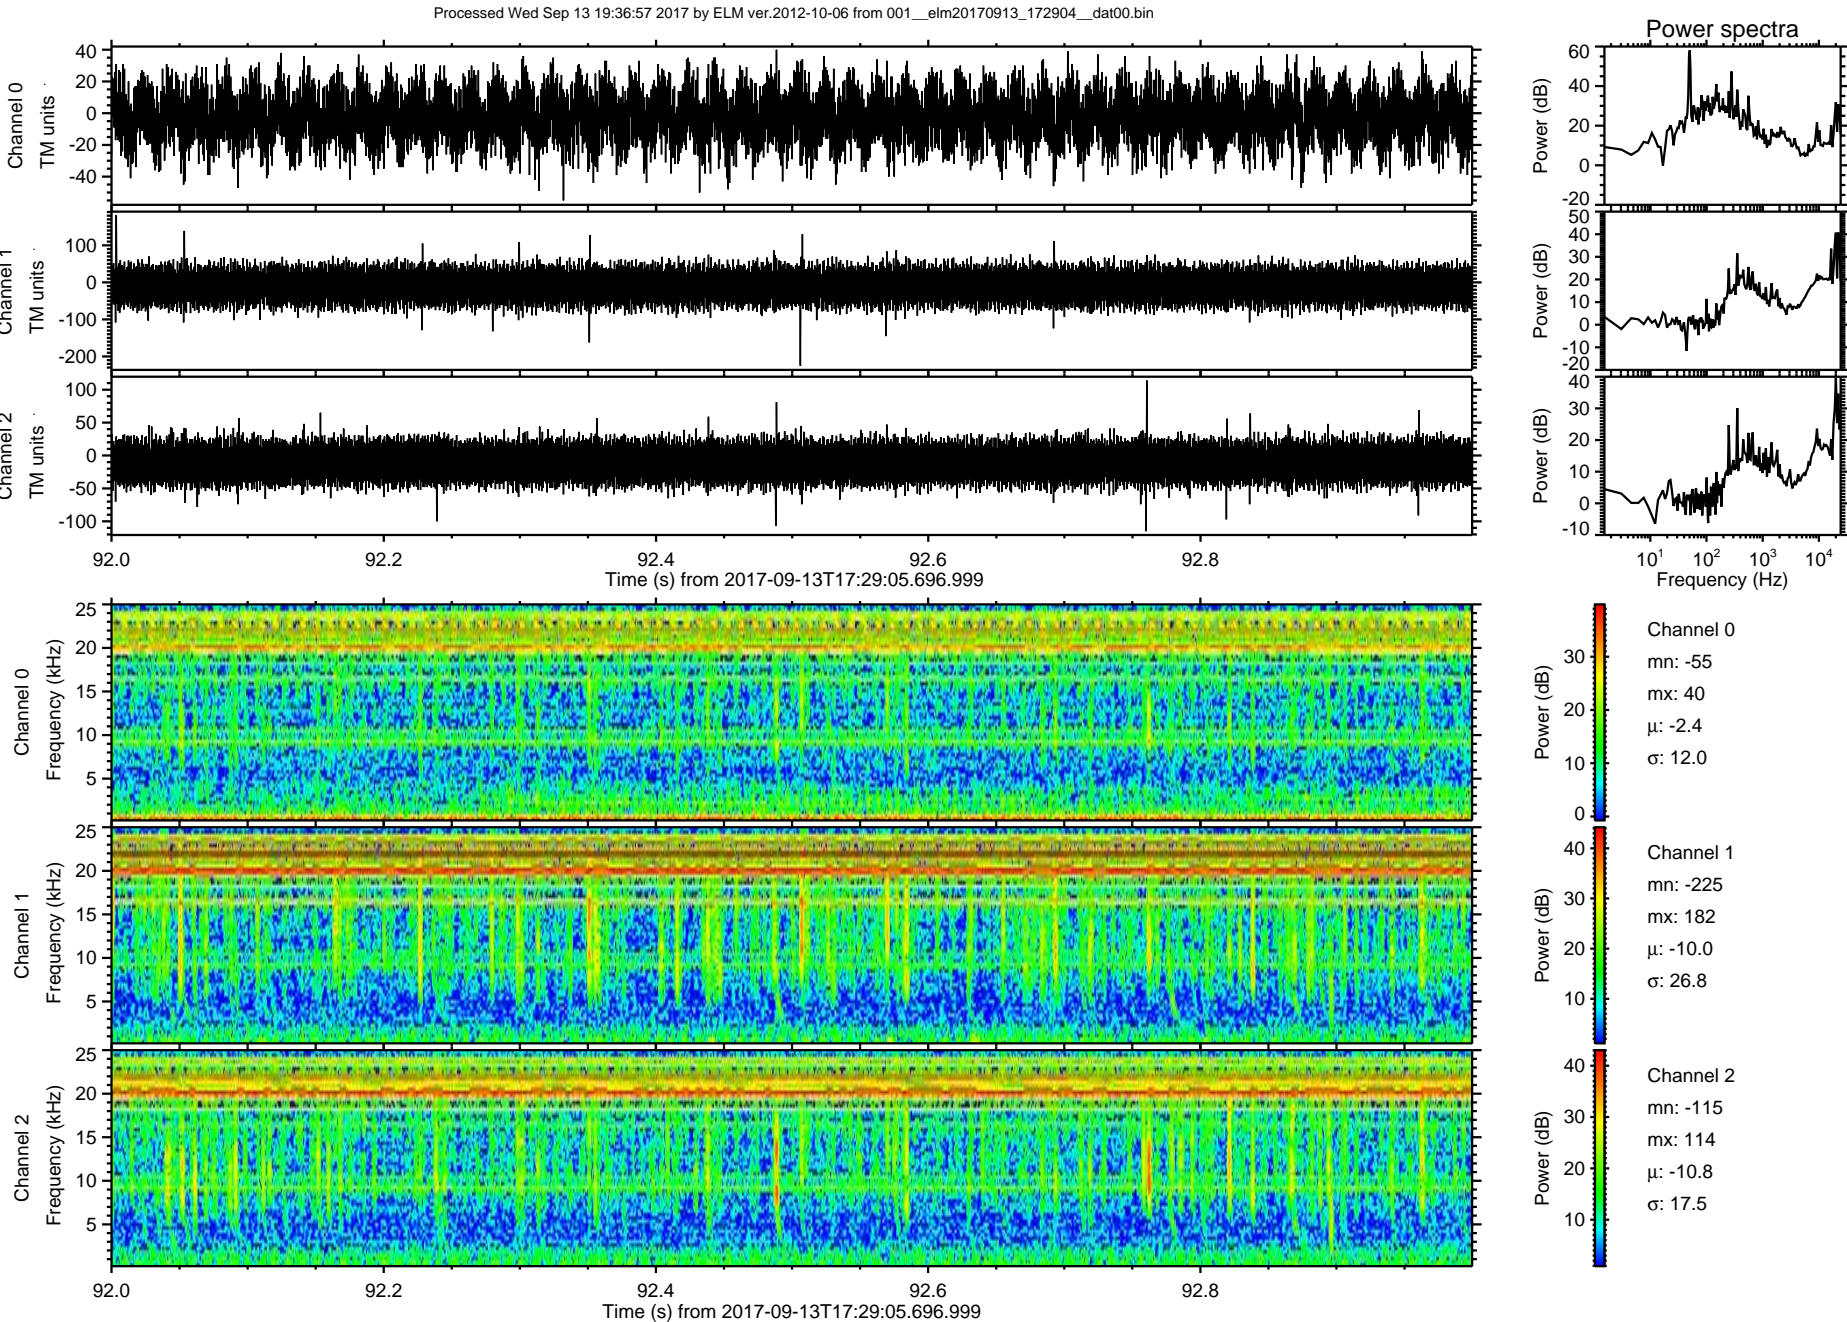 Processed Wed Sep 13 19:36:57 2017 by ELM ver.2012-10-06 from 001__elm20170913_172904__dat00.bin
Power spectra
Channel 0
TM units
40
20
0
-20
-40
Power (dB)
60
40
20
0
-20
Channel 1
TM units
100
0
-100
-200
Power (dB)
50
40
30
20
10
0
-10
-20
Channel 2
TM units
100
50
0
-50
-100
Power (dB)
40
30
20
10
0
-10
92.0 92.2 92.4 92.6 92.8
Time (s) from 2017-09-13T17:29:05.696.999
10^1 10^2 10^3 10^4
Frequency (Hz)
Channel 0
Frequency (kHz)
25
20
15
10
5
Power (dB)
30
20
10
0
Channel 0
mn: -55
mx: 40
μ: -2.4
σ: 12.0
Channel 1
Frequency (kHz)
25
20
15
10
5
Power (dB)
40
30
20
10
Channel 1
mn: -225
mx: 182
μ: -10.0
σ: 26.8
Channel 2
Frequency (kHz)
25
20
15
10
5
Power (dB)
40
30
20
10
Channel 2
mn: -115
mx: 114
μ: -10.8
σ: 17.5
92.0 92.2 92.4 92.6 92.8
Time (s) from 2017-09-13T17:29:05.696.999